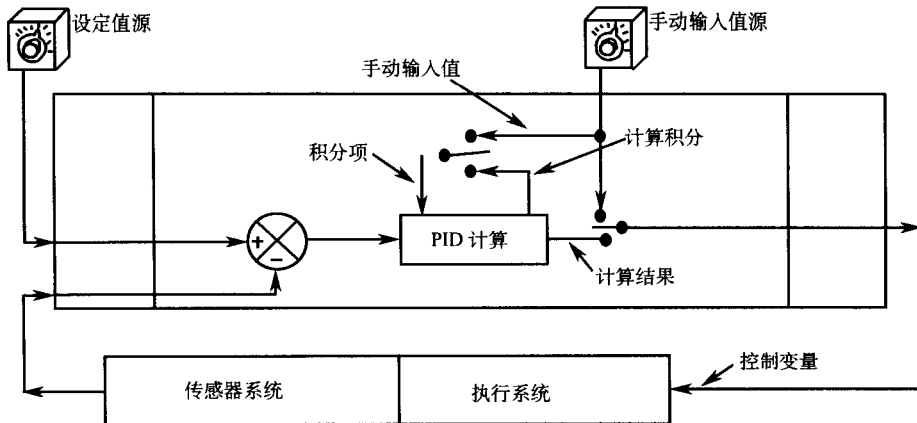 设定值源
手动输入值源
手动输入值
积分项
计算积分
+
PID 计算
−
计算结果
控制变量
传感器系统
执行系统